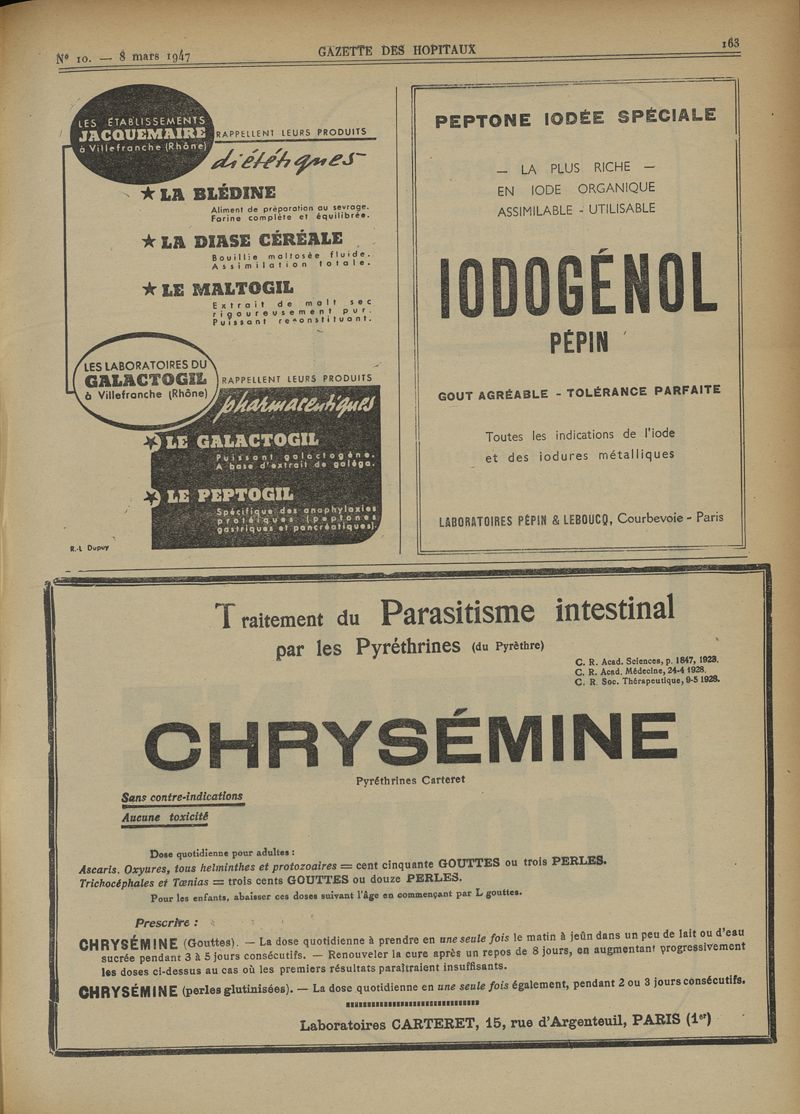 Nº 10. — 8 mars 1947
GAZETTE DES HOPITAUX
163
LES ÉTABLISSEMENTS
JACQUEMAIRE
à Villefranche (Rhône)
RAPPELLENT LEURS PRODUITS
diététiques
★ LA BLÉDINE
Aliment de préparation au sevrage.
Farine complète et équilibrée.
★ LA DIASE CÉRÉALE
Bouillie maltosée fluide.
Assimilation totale.
★ LE MALTOGIL
Extrait de malt sec
rigoureusement pur.
Puissant reconstituant.
LES LABORATOIRES DU
GALACTOGIL
à Villefranche (Rhône)
RAPPELLENT LEURS PRODUITS
pharmaceutiques
★ LE GALACTOGIL
Puissant galactogène.
A base d'extrait de galéga.
★ LE PEPTOGIL
Spécifique des anaphylaxies
protéiques (peptones
gastriques et pancréatiques).
R.-L Dupuy
PEPTONE IODÉE SPÉCIALE
— LA PLUS RICHE —
EN IODE ORGANIQUE
ASSIMILABLE - UTILISABLE
IODOGÉNOL
PÉPIN
GOUT AGRÉABLE - TOLÉRANCE PARFAITE
Toutes les indications de l'iode
et des iodures métalliques
LABORATOIRES PÉPIN & LEBOUCQ, Courbevoie - Paris
Traitement du Parasitisme intestinal
par les Pyréthrines (du Pyrèthre)
C. R. Acad. Sciences, p. 1847, 1923.
C. R. Acad. Médecine, 24-4 1928.
C. R. Soc. Thérapeutique, 9-5 1928.
CHRYSÉMINE
Pyréthrines Carteret
Sans contre-indications
Aucune toxicité
Dose quotidienne pour adultes :
Ascaris, Oxyures, tous helminthes et protozoaires = cent cinquante GOUTTES ou trois PERLES.
Trichocéphales et Tœnias = trois cents GOUTTES ou douze PERLES.
Pour les enfants, abaisser ces doses suivant l'âge en commençant par L gouttes.
Prescrire :
CHRYSÉMINE (Gouttes). — La dose quotidienne à prendre en une seule fois le matin à jeûn dans un peu de lait ou d'eau
sucrée pendant 3 à 5 jours consécutifs. — Renouveler la cure après un repos de 8 jours, en augmentant progressivement
les doses ci-dessus au cas où les premiers résultats paraîtraient insuffisants.
CHRYSÉMINE (perles glutinisées). — La dose quotidienne en une seule fois également, pendant 2 ou 3 jours consécutifs.
Laboratoires CARTERET, 15, rue d'Argenteuil, PARIS (1er)